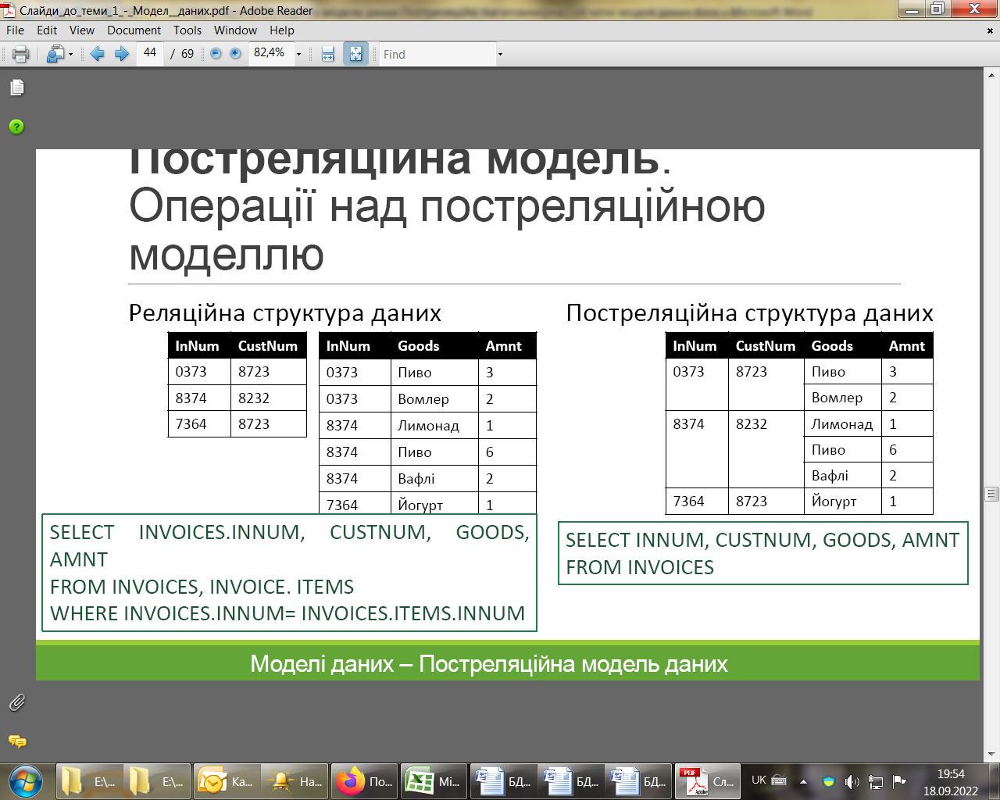 Слайди_до_теми_1_-_Модел__даних.pdf - Adobe Reader
File Edit View Document Tools Window Help
44 / 69 82,4% Find
Постреляційна модель.
Операції над постреляційною
моделлю
Реляційна структура даних
InNum CustNum
0373 8723
8374 8232
7364 8723
InNum Goods Amnt
0373 Пиво 3
0373 Вомлер 2
8374 Лимонад 1
8374 Пиво 6
8374 Вафлі 2
7364 Йогурт 1
SELECT INVOICES.INNUM, CUSTNUM, GOODS,
AMNT
FROM INVOICES, INVOICE. ITEMS
WHERE INVOICES.INNUM= INVOICES.ITEMS.INNUM
Постреляційна структура даних
InNum CustNum Goods Amnt
0373 8723 Пиво 3
Вомлер 2
8374 8232 Лимонад 1
Пиво 6
Вафлі 2
7364 8723 Йогурт 1
SELECT INNUM, CUSTNUM, GOODS, AMNT
FROM INVOICES
Моделі даних – Постреляційна модель даних
E:\... E:\... Ка... На... По... Мі... БД... БД... БД... Сл... UK 19:54
18.09.2022